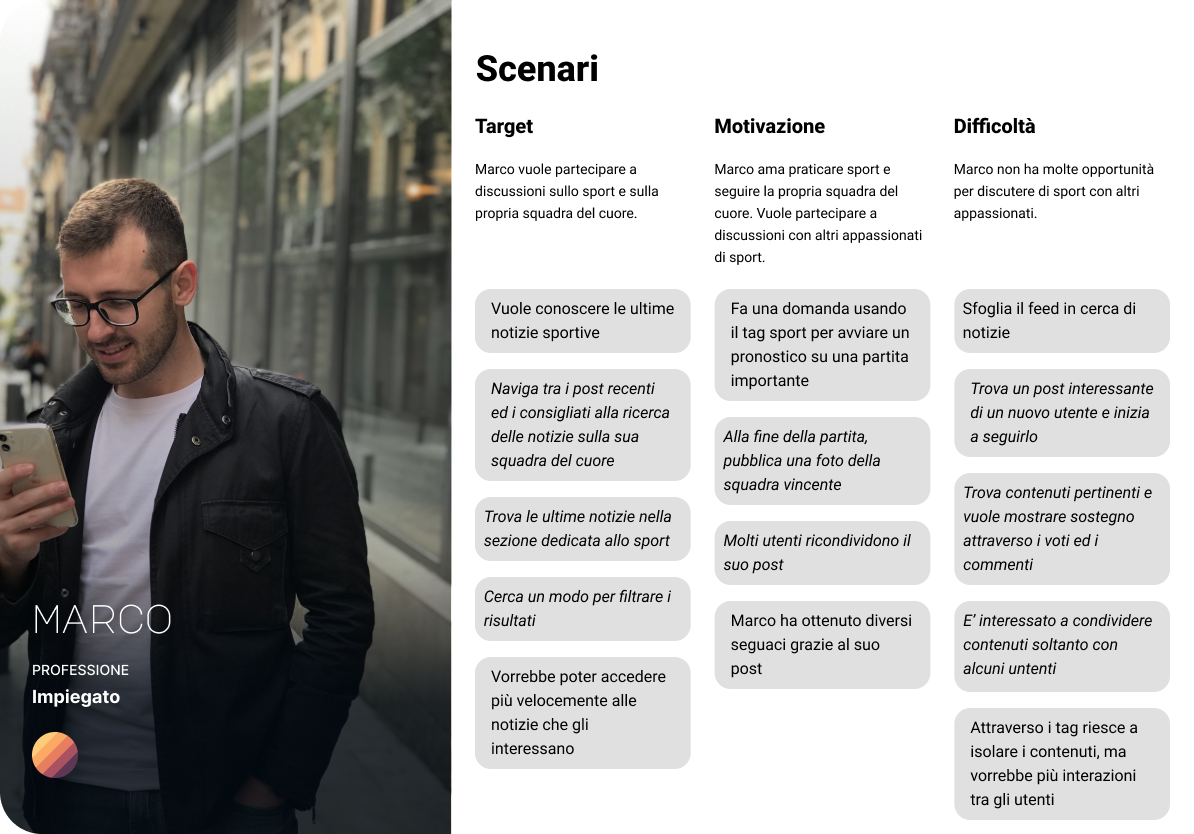 MARCO
PROFESSIONE
Impiegato
Scenari
Target
Marco vuole partecipare a
discussioni sullo sport e sulla
propria squadra del cuore.
Vuole conoscere le ultime
notizie sportive
Naviga tra i post recenti
ed i consigliati alla ricerca
delle notizie sulla sua
squadra del cuore
Trova le ultime notizie nella
sezione dedicata allo sport
Cerca un modo per filtrare i
risultati
Vorrebbe poter accedere
più velocemente alle
notizie che gli
interessano
Motivazione
Marco ama praticare sport e
seguire la propria squadra del
cuore. Vuole partecipare a
discussioni con altri appassionati
di sport.
Fa una domanda usando
il tag sport per avviare un
pronostico su una partita
importante
Alla fine della partita,
pubblica una foto della
squadra vincente
Molti utenti ricondividono il
suo post
Marco ha ottenuto diversi
seguaci grazie al suo
post
Difficoltà
Marco non ha molte opportunità
per discutere di sport con altri
appassionati.
Sfoglia il feed in cerca di
notizie
Trova un post interessante
di un nuovo utente e inizia
a seguirlo
Trova contenuti pertinenti e
vuole mostrare sostegno
attraverso i voti ed i
commenti
E' interessato a condividere
contenuti soltanto con
alcuni untenti
Attraverso i tag riesce a
isolare i contenuti, ma
vorrebbe più interazioni
tra gli utenti